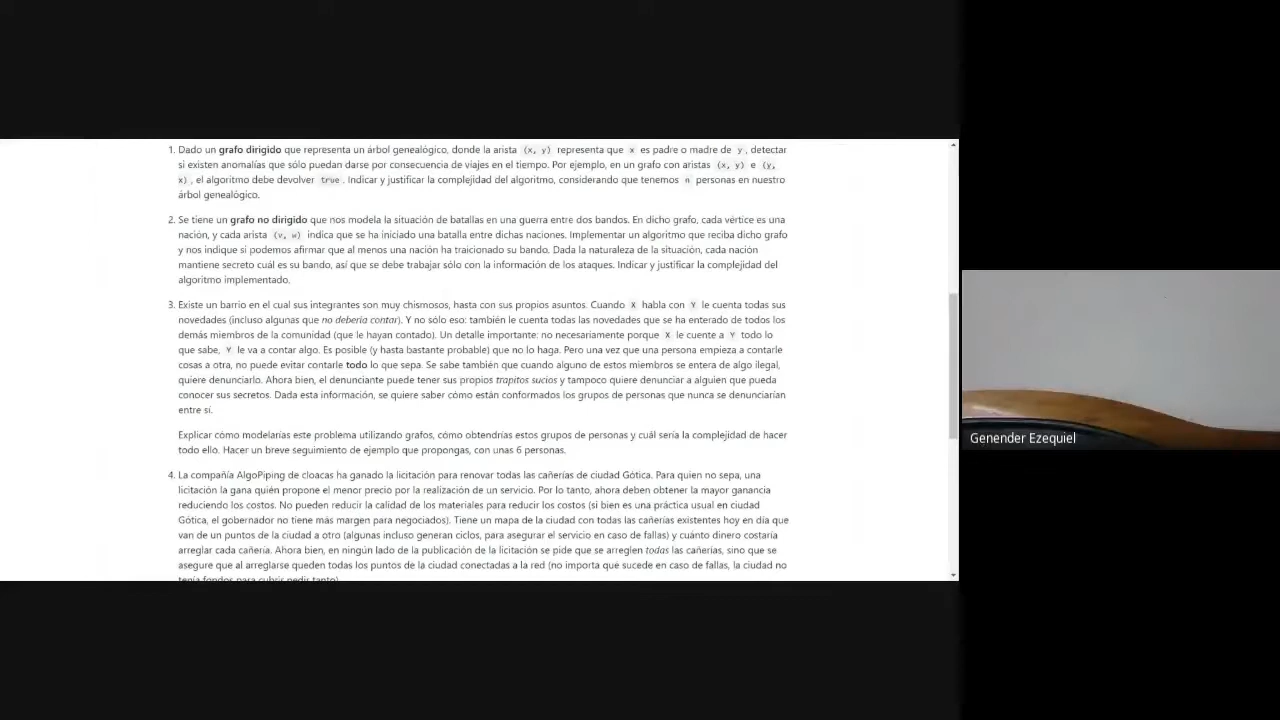 1. Dado un grafo dirigido que representa un árbol genealógico, donde la arista (x, y) representa que x es padre o madre de y, detectar
si existen anomalías que sólo puedan darse por consecuencia de viajes en el tiempo. Por ejemplo, en un grafo con aristas (x, y) e (y,
x), el algoritmo debe devolver true. Indicar y justificar la complejidad del algoritmo, considerando que tenemos n personas en nuestro
árbol genealógico.
2. Se tiene un grafo no dirigido que nos modela la situación de batallas en una guerra entre dos bandos. En dicho grafo, cada vértice es una
nación, y cada arista (v, w) indica que se ha iniciado una batalla entre dichas naciones. Implementar un algoritmo que reciba dicho grafo
y nos indique si podemos afirmar que al menos una nación ha traicionado su bando. Dada la naturaleza de la situación, cada nación
mantiene secreto cuál es su bando, así que se debe trabajar sólo con la información de los ataques. Indicar y justificar la complejidad del
algoritmo implementado.
3. Existe un barrio en el cual sus integrantes son muy chismosos, hasta con sus propios asuntos. Cuando X habla con Y le cuenta todas sus
novedades (incluso algunas que no debería contar). Y no sólo eso: también le cuenta todas las novedades que se ha enterado de todos los
demás miembros de la comunidad (que le hayan contado). Un detalle importante: no necesariamente porque X le cuente a Y todo lo
que sabe, Y le va a contar algo. Es posible (y hasta bastante probable) que no lo haga. Pero una vez que una persona empieza a contarle
cosas a otra, no puede evitar contarle todo lo que sepa. Se sabe también que cuando alguno de estos miembros se entera de algo ilegal,
quiere denunciarlo. Ahora bien, el denunciante puede tener sus propios trapitos sucios y tampoco quiere denunciar a alguien que pueda
conocer sus secretos. Dada esta información, se quiere saber cómo están conformados los grupos de personas que nunca se denunciarían
entre sí.
Explicar cómo modelarías este problema utilizando grafos, cómo obtendrías estos grupos de personas y cuál sería la complejidad de hacer
todo ello. Hacer un breve seguimiento de ejemplo que propongas, con unas 6 personas.
4. La compañía AlgoPiping de cloacas ha ganado la licitación para renovar todas las cañerías de ciudad Gótica. Para quien no sepa, una
licitación la gana quién propone el menor precio por la realización de un servicio. Por lo tanto, ahora deben obtener la mayor ganancia
reduciendo los costos. No pueden reducir la calidad de los materiales para reducir los costos (si bien es una práctica usual en ciudad
Gótica, el gobernador no tiene más margen para negociados). Tiene un mapa de la ciudad con todas las cañerías existentes hoy en día que
van de un puntos de la ciudad a otro (algunas incluso generan ciclos, para asegurar el servicio en caso de fallas) y cuánto dinero costaría
arreglar cada cañería. Ahora bien, en ningún lado de la publicación de la licitación se pide que se arreglen todas las cañerías, sino que se
asegure que al arreglarse queden todas los puntos de la ciudad conectadas a la red (no importa que sucede en caso de fallas, la ciudad no
tenía fondos para cubrir pedir tanto)
Genender Ezequiel